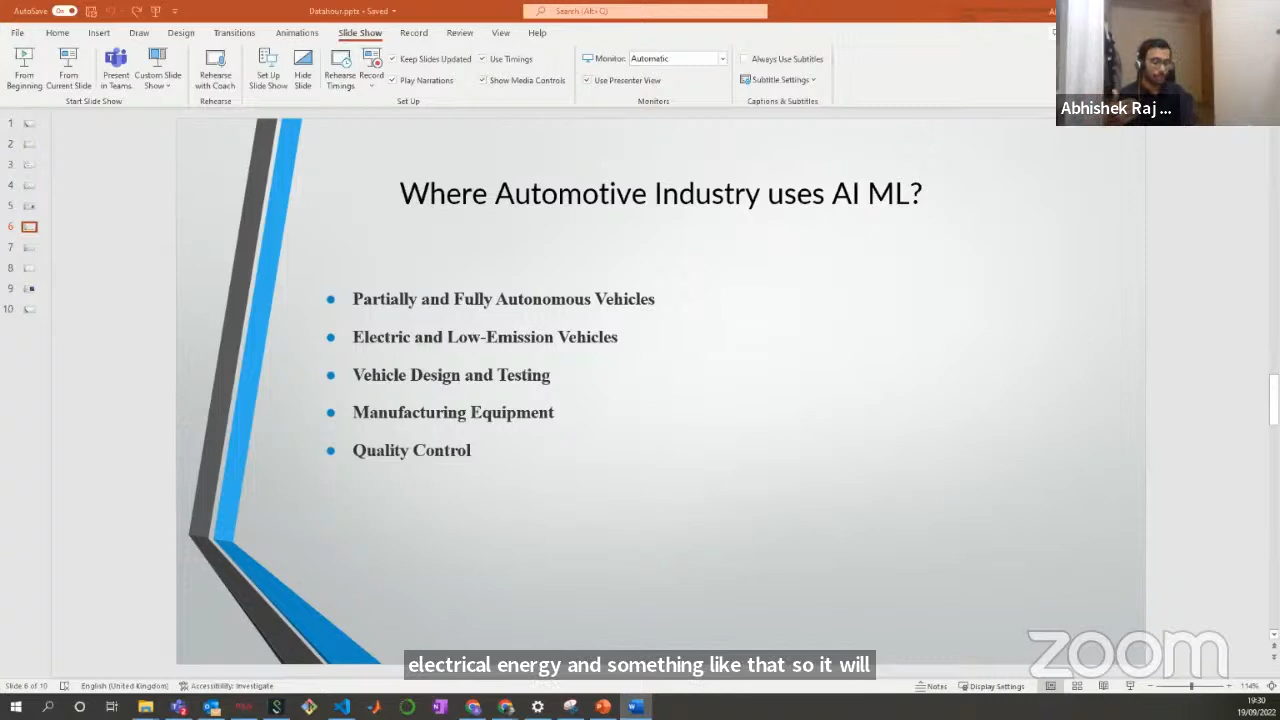 AutoSave On Datahour.pptx - Saved Search (Alt+Q)
File Home Insert Draw Design Transitions Animations Slide Show Record Review View Help
From Beginning From Current Slide Present in Teams Custom Slide Show Rehearse with Coach Set Up Slide Show Hide Slide Rehearse Timings Record Keep Slides Updated Use Timings Monitor: Automatic Always Use Subtitles
Play Narrations Show Media Controls Use Presenter View Subtitle Settings
Start Slide Show Rehearse Set Up Monitors Captions & Subtitles
Abhishek Raj ...
1
2
3
4
5
6
7
8
9
10
Where Automotive Industry uses AI ML?
Partially and Fully Autonomous Vehicles
Electric and Low-Emission Vehicles
Vehicle Design and Testing
Manufacturing Equipment
Quality Control
zoom
electrical energy and something like that so it will
Slide 6 of 10 English (United Kingdom) Accessibility: Investigate Notes Display Settings 114%
19:30
19/09/2022